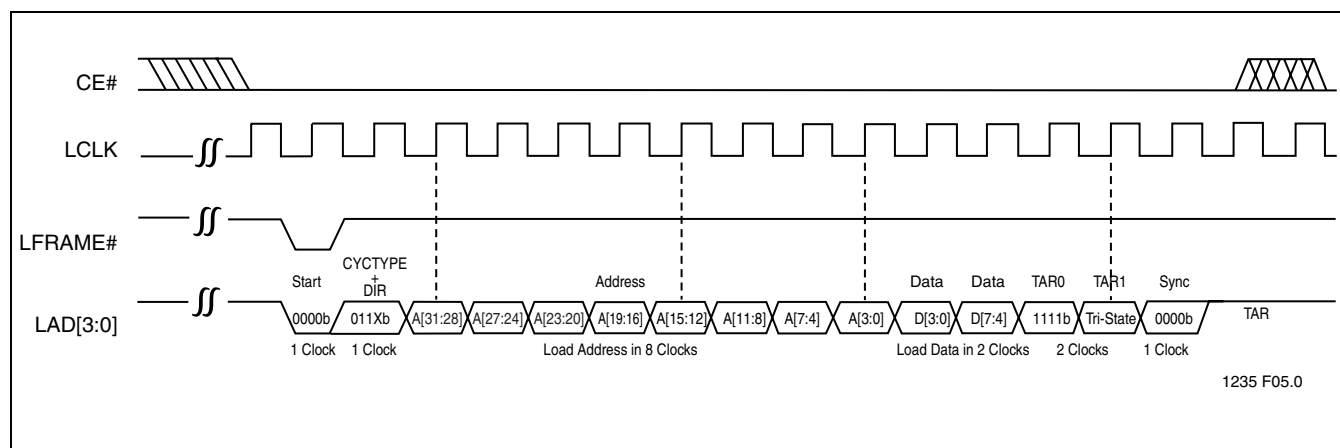 CE#
LCLK
LFRAME#
CYCTYPE
+
DIR
Start
Address
Data
Data
TAR0
TAR1
Sync
LAD[3:0]
0000b
011Xb
A[31:28]
A[27:24]
A[23:20]
A[19:16]
A[15:12]
A[11:8]
A[7:4]
A[3:0]
D[3:0]
D[7:4]
1111b
Tri-State
0000b
TAR
1 Clock
1 Clock
Load Address in 8 Clocks
Load Data in 2 Clocks
2 Clocks
1 Clock
1235 F05.0